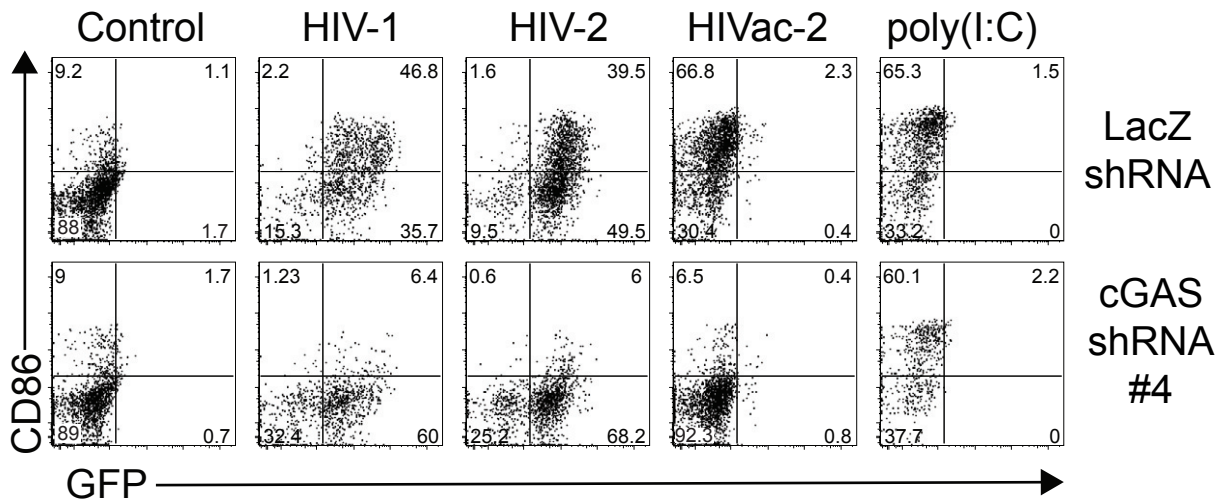 Control HIV-1 HIV-2 HIVac-2 poly(I:C)
9.2 1.1 2.2 46.8 1.6 39.5 66.8 2.3 65.3 1.5
LacZ
shRNA
88 1.7 15.3 35.7 9.5 49.5 30.4 0.4 33.2 0
9 1.7 1.23 6.4 0.6 6 6.5 0.4 60.1 2.2
cGAS
shRNA
#4
89 0.7 32.4 60 25.2 68.2 92.3 0.8 37.7 0
CD86
GFP